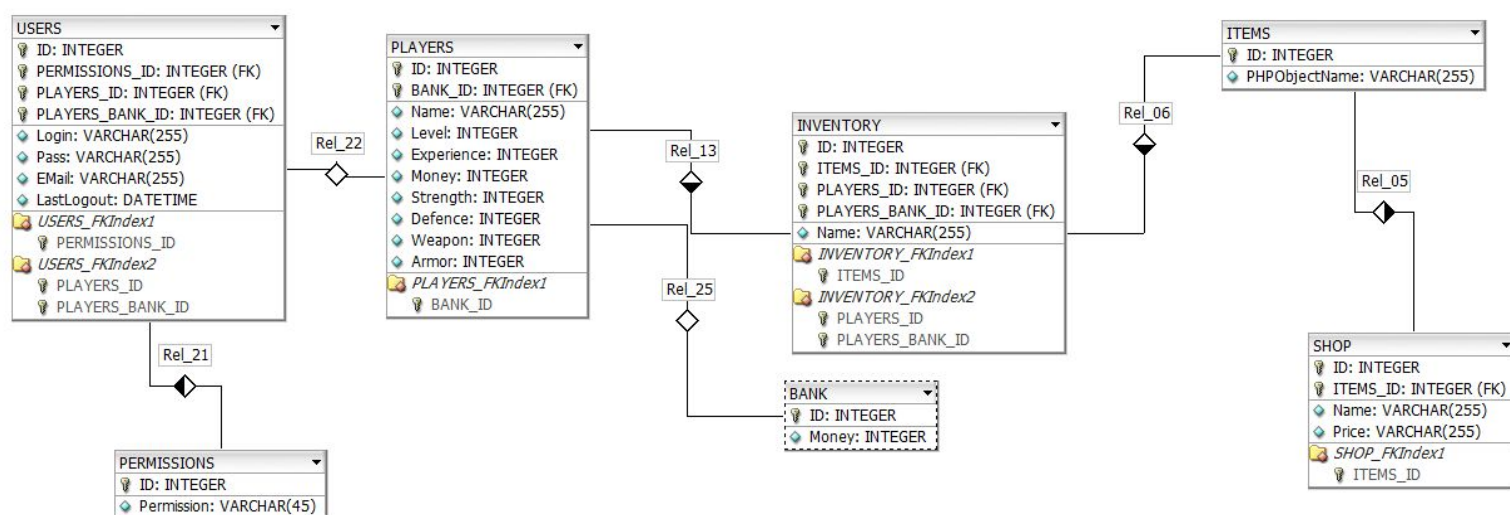 USERS
ID: INTEGER
PERMISSIONS_ID: INTEGER (FK)
PLAYERS_ID: INTEGER (FK)
PLAYERS_BANK_ID: INTEGER (FK)
Login: VARCHAR(255)
Pass: VARCHAR(255)
EMail: VARCHAR(255)
LastLogout: DATETIME
USERS_FKIndex1
PERMISSIONS_ID
USERS_FKIndex2
PLAYERS_ID
PLAYERS_BANK_ID
Rel_21
PERMISSIONS
ID: INTEGER
Permission: VARCHAR(45)
Rel_22
PLAYERS
ID: INTEGER
BANK_ID: INTEGER (FK)
Name: VARCHAR(255)
Level: INTEGER
Experience: INTEGER
Money: INTEGER
Strength: INTEGER
Defence: INTEGER
Weapon: INTEGER
Armor: INTEGER
PLAYERS_FKIndex1
BANK_ID
Rel_13
Rel_25
INVENTORY
ID: INTEGER
ITEMS_ID: INTEGER (FK)
PLAYERS_ID: INTEGER (FK)
PLAYERS_BANK_ID: INTEGER (FK)
Name: VARCHAR(255)
INVENTORY_FKIndex1
ITEMS_ID
INVENTORY_FKIndex2
PLAYERS_ID
PLAYERS_BANK_ID
BANK
ID: INTEGER
Money: INTEGER
Rel_06
ITEMS
ID: INTEGER
PHPObjectName: VARCHAR(255)
Rel_05
SHOP
ID: INTEGER
ITEMS_ID: INTEGER (FK)
Name: VARCHAR(255)
Price: VARCHAR(255)
SHOP_FKIndex1
ITEMS_ID